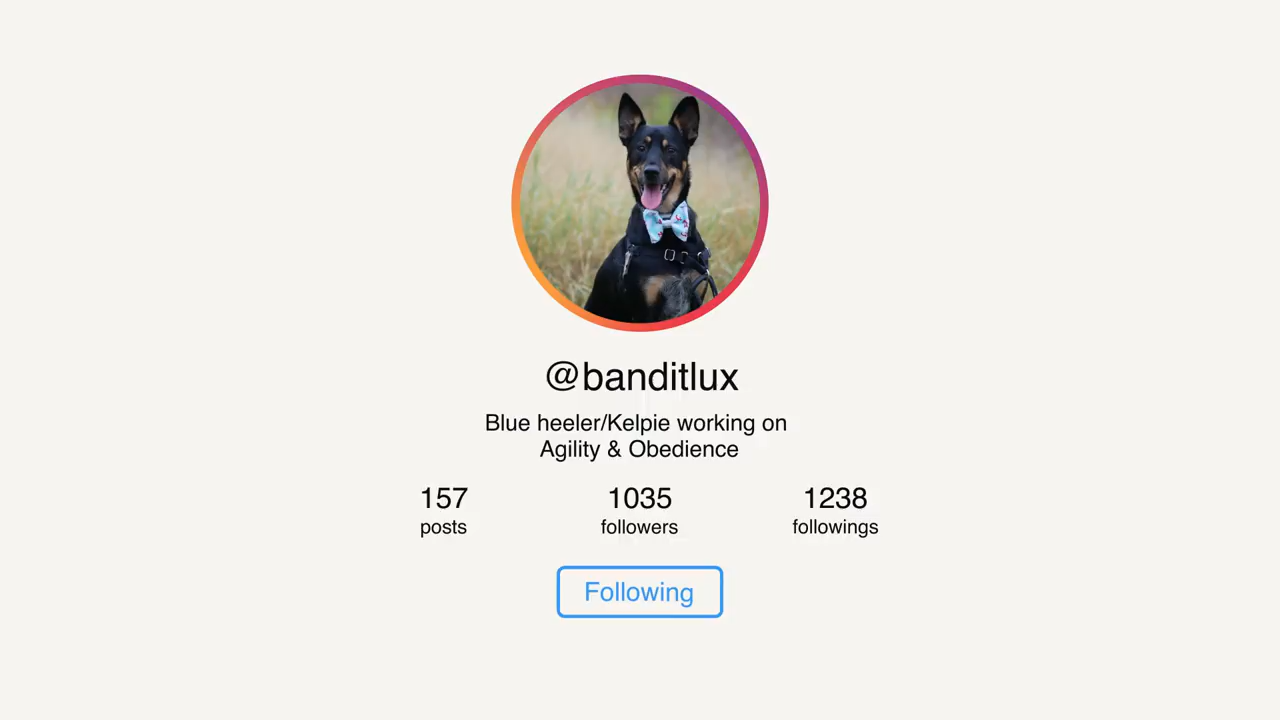 @banditlux
Blue heeler/Kelpie working on
Agility & Obedience
157
posts
1035
followers
1238
followings
Following